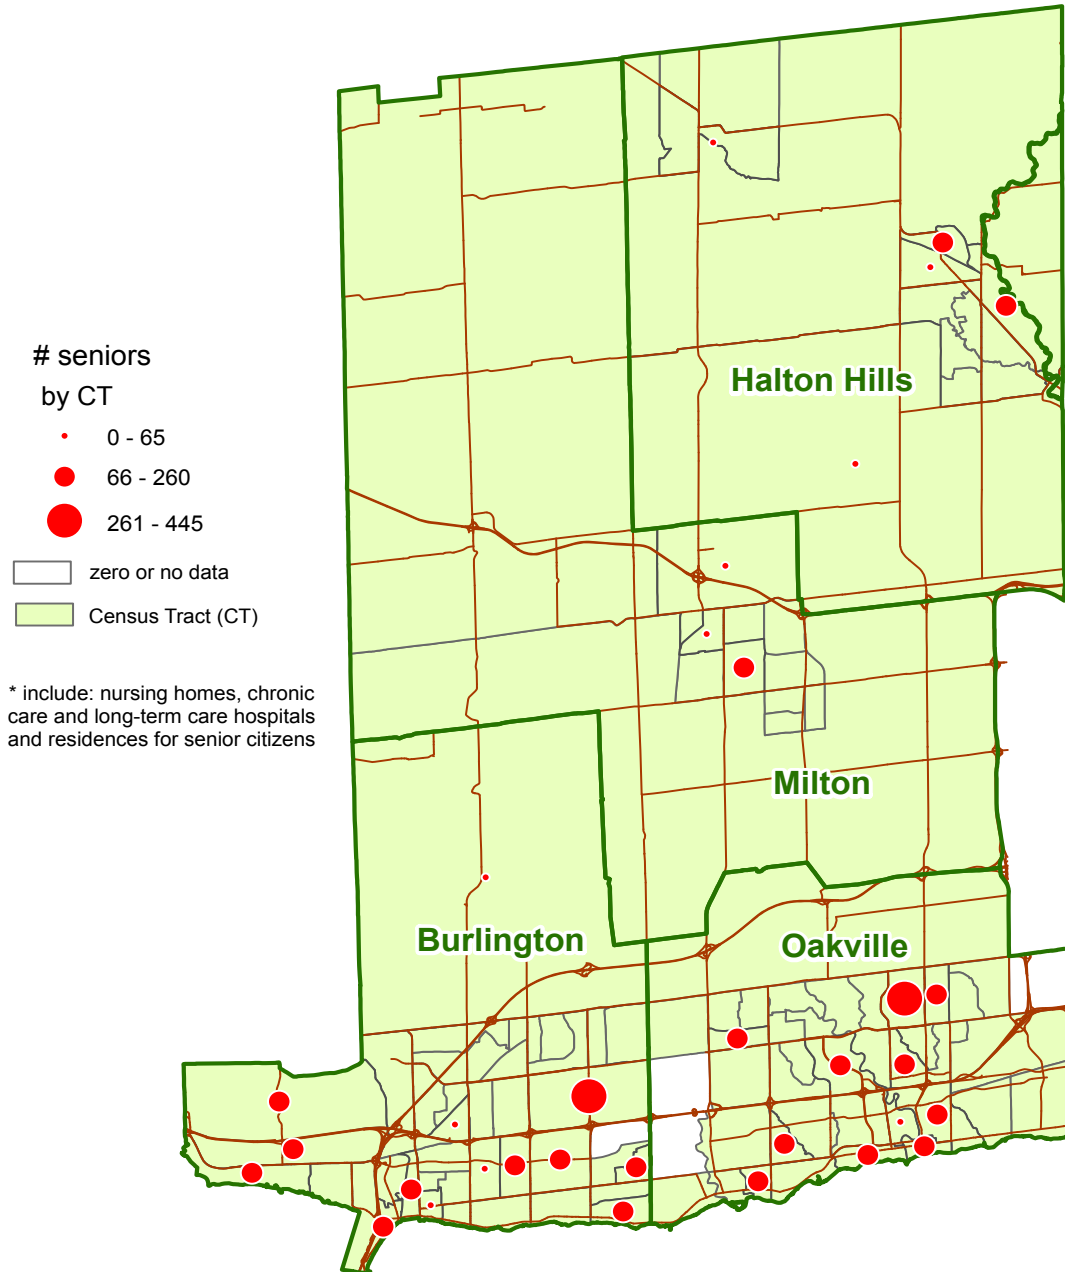 # seniors
by CT
0 - 65
66 - 260
261 - 445
zero or no data
Census Tract (CT)
* include: nursing homes, chronic
care and long-term care hospitals
and residences for senior citizens
Halton Hills
Milton
Burlington
Oakville